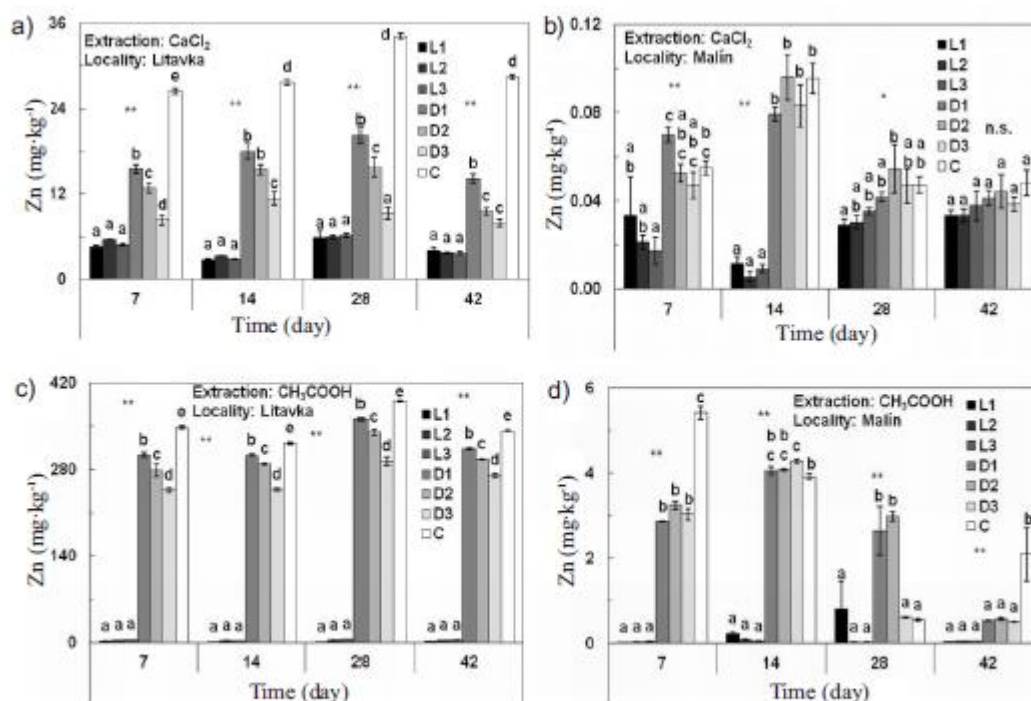 a)
Extraction: CaCl₂
Locality: Litavka
L1
L2
L3
D1
D2
D3
C
Zn (mg·kg⁻¹)
36
24
12
0
** ** ** **
a a a b c d e
a a a b c c d
a a a b c a d
a a a b c c d
7 14 28 42
Time (day)
b)
Extraction: CaCl₂
Locality: Malín
L1
L2
L3
D1
D2
D3
C
Zn (mg·kg⁻¹)
0.12
0.08
0.04
0.00
** ** * n.s.
7 14 28 42
Time (day)
c)
Extraction: CH₃COOH
Locality: Litavka
L1
L2
L3
D1
D2
D3
C
Zn (mg·kg⁻¹)
420
280
140
0
** ** ** **
a a a b c d e
a a a b c d e
a a a b c d e
a a a b c d e
7 14 28 42
Time (day)
d)
Extraction: CH₃COOH
Locality: Malín
L1
L2
L3
D1
D2
D3
C
Zn (mg·kg⁻¹)
6
4
2
0
** ** ** **
a a a b b b c
a a a b c b c c b
a a a b b a a
a a a a a a b
7 14 28 42
Time (day)